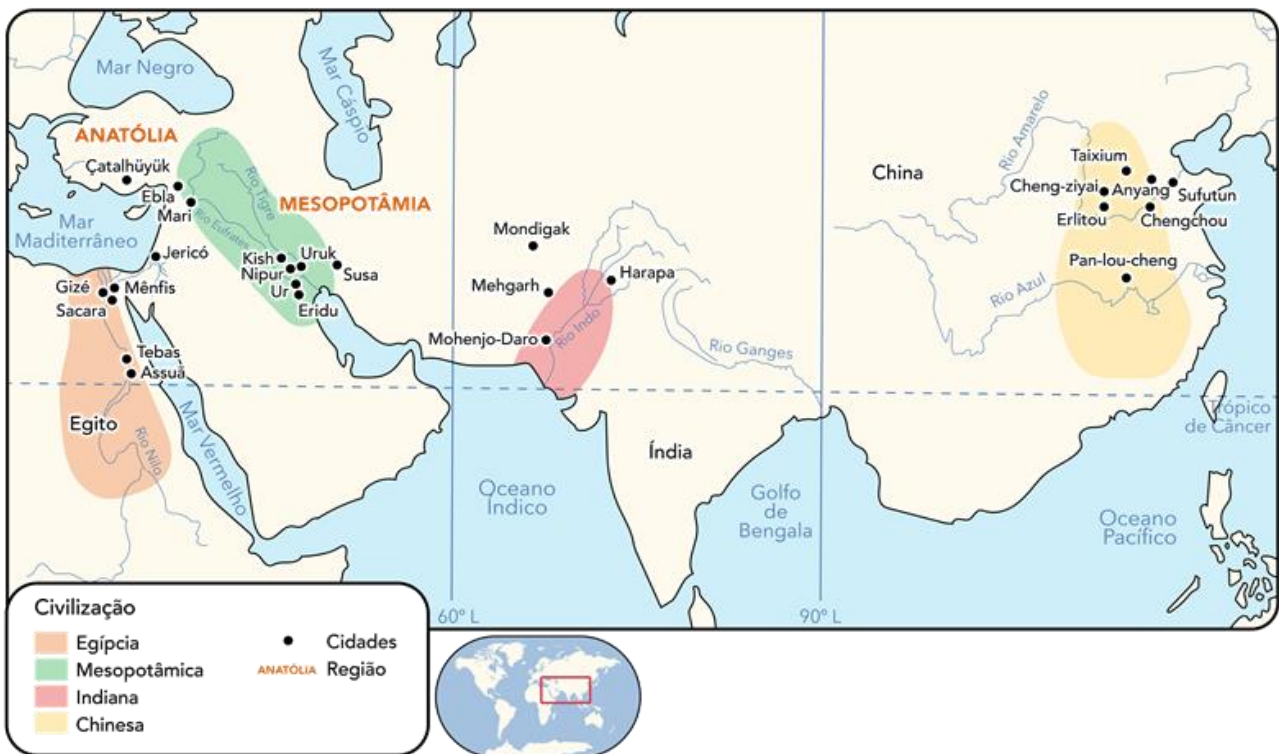 Mar Negro
Mar Cáspio
ANATÓLIA
Çatalhüyük
Ebla
Mari
Rio Tigre
Rio Eufrates
MESOPOTÂMIA
Mar
Mediterrâneo
Jericó
Kish
Uruk
Nipur
Susa
Ur
Eridu
Gizé
Mênfis
Sacara
Tebas
Assuã
Egito
Rio Nilo
Mar Vermelho
Mondigak
Mehgarh
Harapa
Mohenjo-Daro
Rio Indo
Rio Ganges
Índia
Oceano
Índico
Golfo
de
Bengala
China
Rio Amarelo
Taixium
Cheng-ziyai
Anyang
Sufutun
Erlitou
Chengchou
Pan-lou-cheng
Rio Azul
Trópico
de Câncer
Oceano
Pacífico
60º L
90º L
Civilização
Egípcia
Mesopotâmica
Indiana
Chinesa
Cidades
ANATÓLIA Região